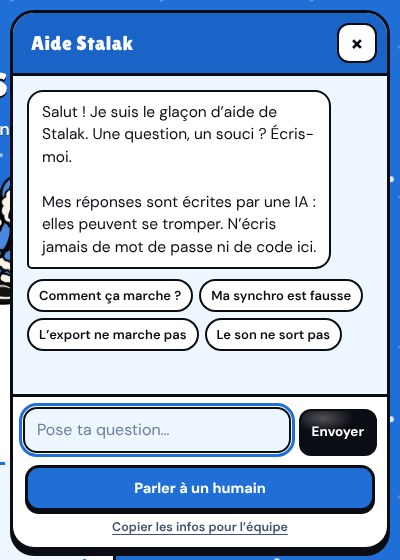 Aide Stalak
×
Salut ! Je suis le glaçon d’aide de
Stalak. Une question, un souci ? Écris-
moi.
Mes réponses sont écrites par une IA :
elles peuvent se tromper. N’écris
jamais de mot de passe ni de code ici.
Comment ça marche ?
Ma synchro est fausse
L’export ne marche pas
Le son ne sort pas
Pose ta question…
Envoyer
Parler à un humain
Copier les infos pour l’équipe